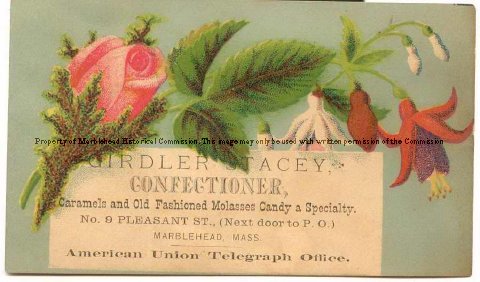 Property of Marblehead Historical Commission. This image may only be used with written permission of the Commission
GIRDLER STACEY,
CONFECTIONER,
Caramels and Old Fashioned Molasses Candy a Specialty.
No. 9 PLEASANT ST., (Next door to P. O.)
MARBLEHEAD, MASS.
American Union Telegraph Office.